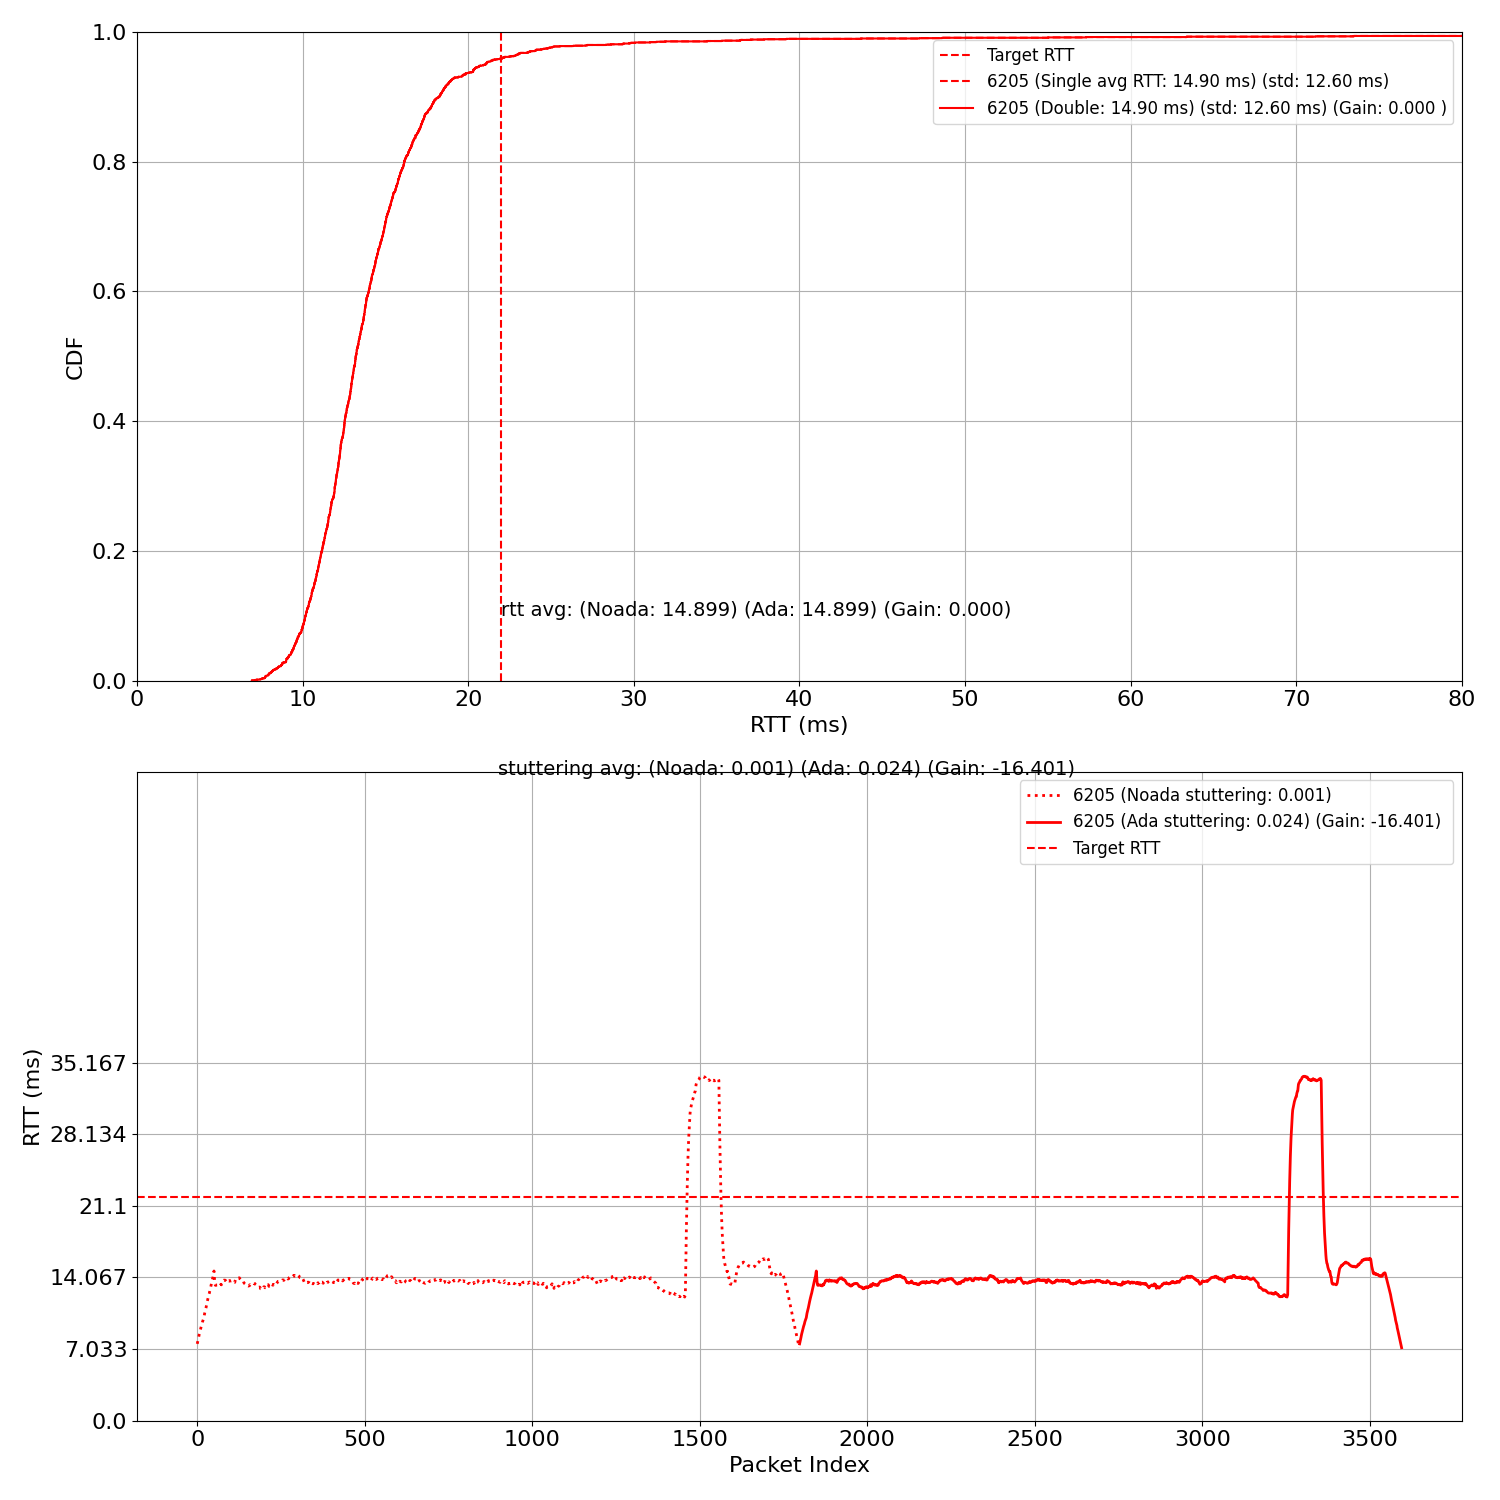 1.0
0.8
0.6
0.4
0.2
0.0
CDF
Target RTT
6205 (Single avg RTT: 14.90 ms) (std: 12.60 ms)
6205 (Double: 14.90 ms) (std: 12.60 ms) (Gain: 0.000 )
rtt avg: (Noada: 14.899) (Ada: 14.899) (Gain: 0.000)
0 10 20 30 40 50 60 70 80
RTT (ms)
stuttering avg: (Noada: 0.001) (Ada: 0.024) (Gain: -16.401)
6205 (Noada stuttering: 0.001)
6205 (Ada stuttering: 0.024) (Gain: -16.401)
Target RTT
35.167
28.134
21.1
14.067
7.033
0.0
RTT (ms)
0 500 1000 1500 2000 2500 3000 3500
Packet Index